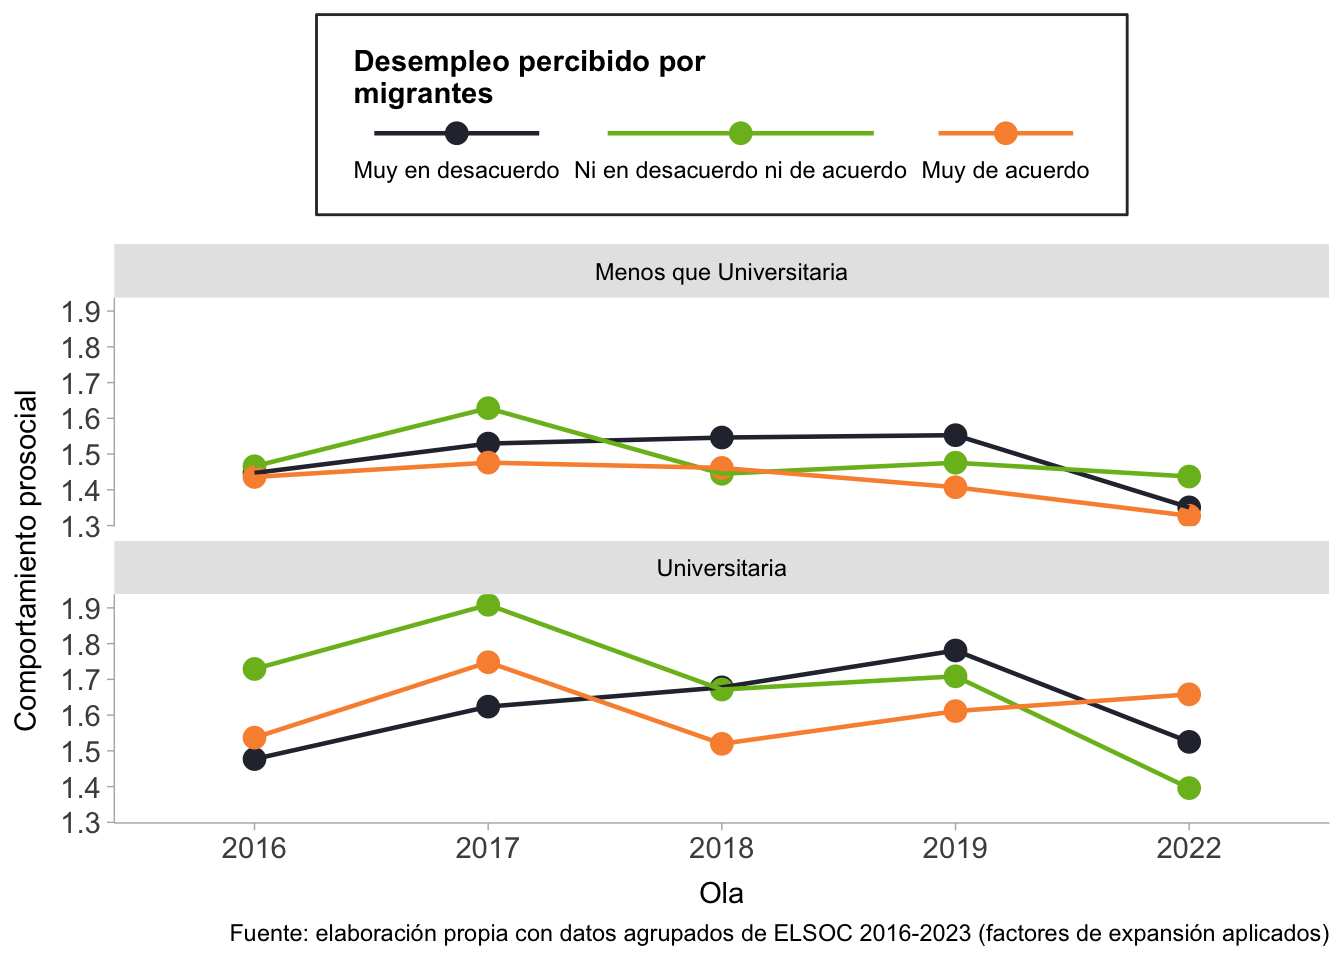 Desempleo percibido por
migrantes
Muy en desacuerdo Ni en desacuerdo ni de acuerdo Muy de acuerdo
Menos que Universitaria
1.9
1.8
1.7
1.6
1.5
1.4
1.3
Universitaria
1.9
1.8
1.7
1.6
1.5
1.4
1.3
Comportamiento prosocial
2016 2017 2018 2019 2022
Ola
Fuente: elaboración propia con datos agrupados de ELSOC 2016-2023 (factores de expansión aplicados)